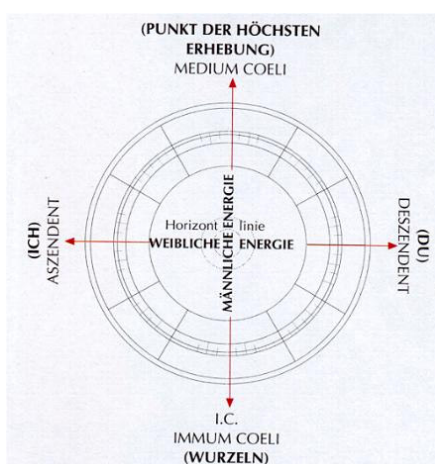 (PUNKT DER HÖCHSTEN
ERHEBUNG)
MEDIUM COELI
(ICH)
ASZENDENT
Horizont linie
WEIBLICHE ENERGIE
MÄNNLICHE ENERGIE
DESZENDENT
(DU)
I.C.
IMMUM COELI
(WURZELN)